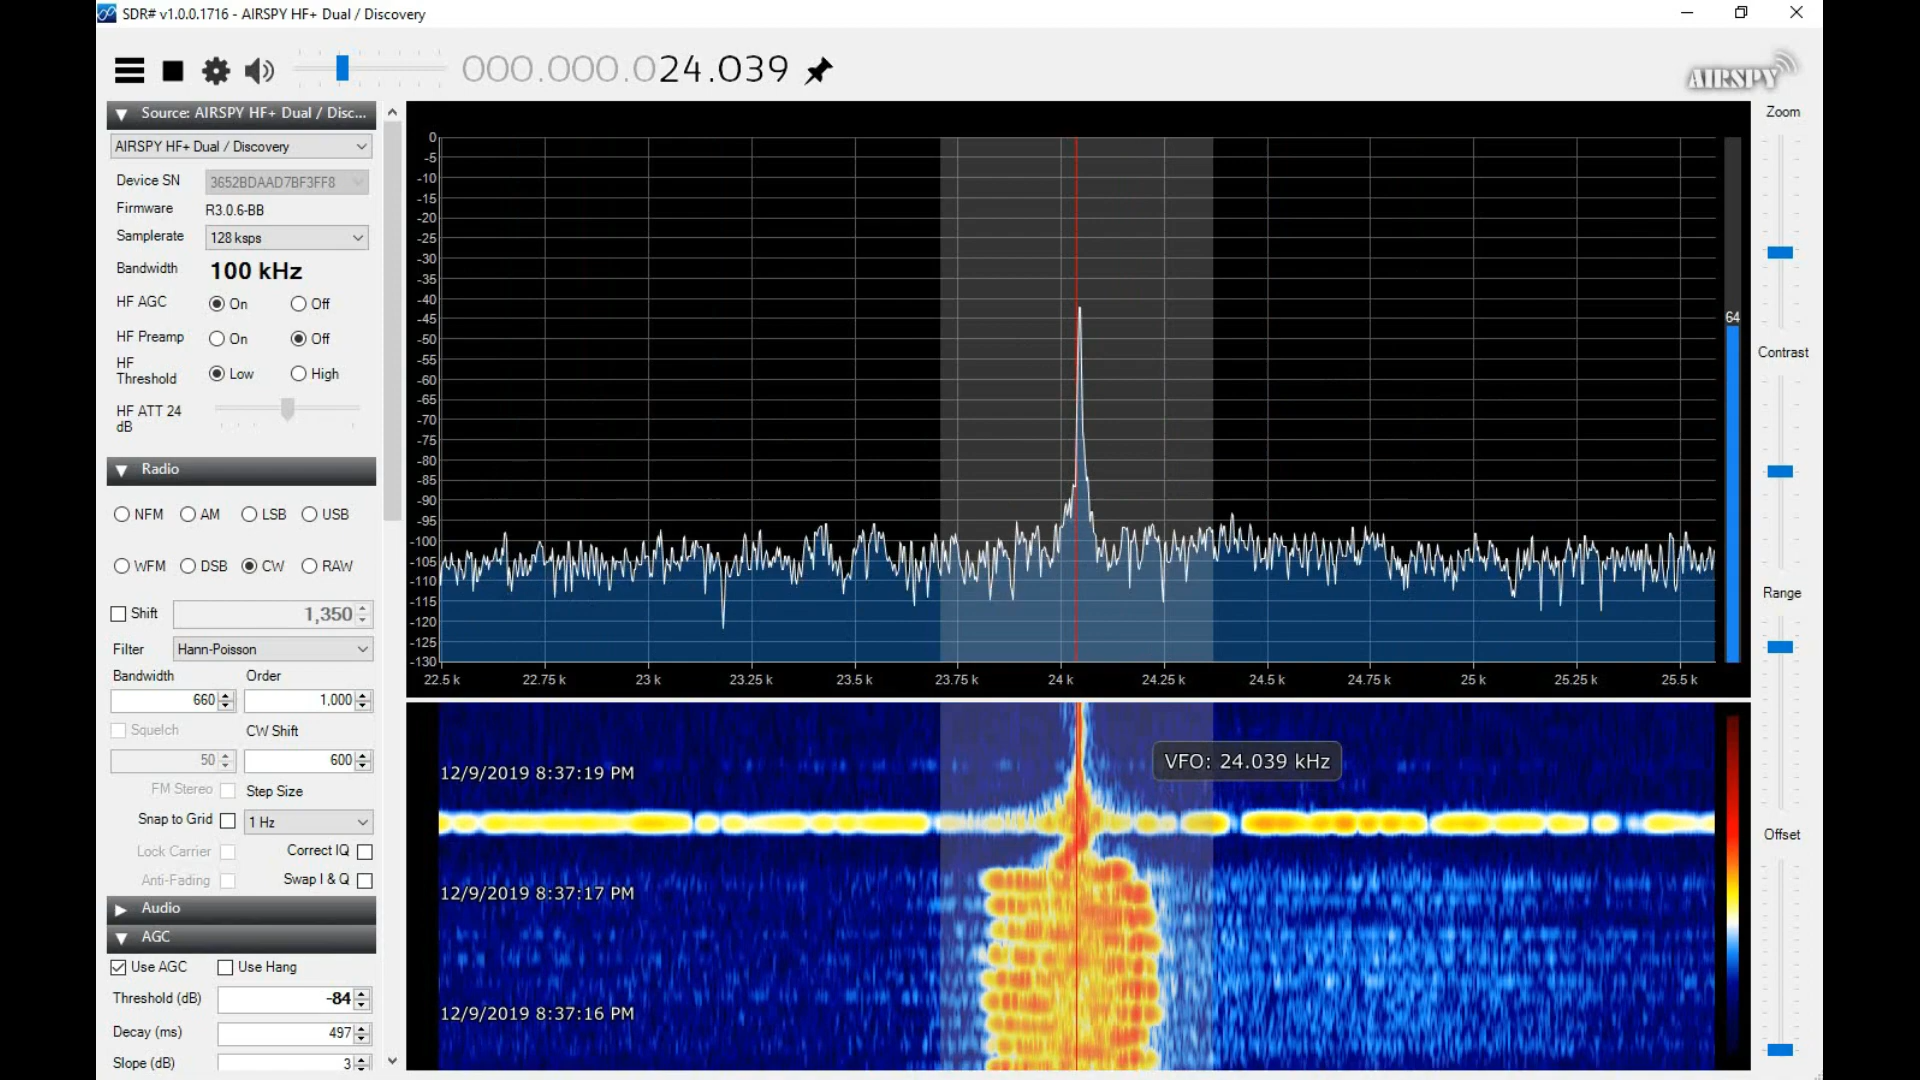 SDR# v1.0.0.1716 - AIRSPY HF+ Dual / Discovery
000.000.024.039
AIRSPY
Source: AIRSPY HF+ Dual / Disc...
AIRSPY HF+ Dual / Discovery
Device SN 3652BDAAD7BF3FF8
Firmware R3.0.6-BB
Samplerate 128 ksps
Bandwidth 100 kHz
HF AGC On Off
HF Preamp On Off
HF Threshold Low High
HF ATT 24 dB
Radio
NFM AM LSB USB
WFM DSB CW RAW
Shift 1,350
Filter Hann-Poisson
Bandwidth Order
660 1,000
Squelch CW Shift
50 600
FM Stereo Step Size
Snap to Grid 1 Hz
Lock Carrier Correct IQ
Anti-Fading Swap I & Q
Audio
AGC
Use AGC Use Hang
Threshold (dB) -84
Decay (ms) 497
Slope (dB) 3
0
-5
-10
-15
-20
-25
-30
-35
-40
-45
-50
-55
-60
-65
-70
-75
-80
-85
-90
-95
-100
-105
-110
-115
-120
-125
-130
22.5 k 22.75 k 23 k 23.25 k 23.5 k 23.75 k 24 k 24.25 k 24.5 k 24.75 k 25 k 25.25 k 25.5 k
64
12/9/2019 8:37:19 PM
VFO: 24.039 kHz
12/9/2019 8:37:17 PM
12/9/2019 8:37:16 PM
Zoom
Contrast
Range
Offset